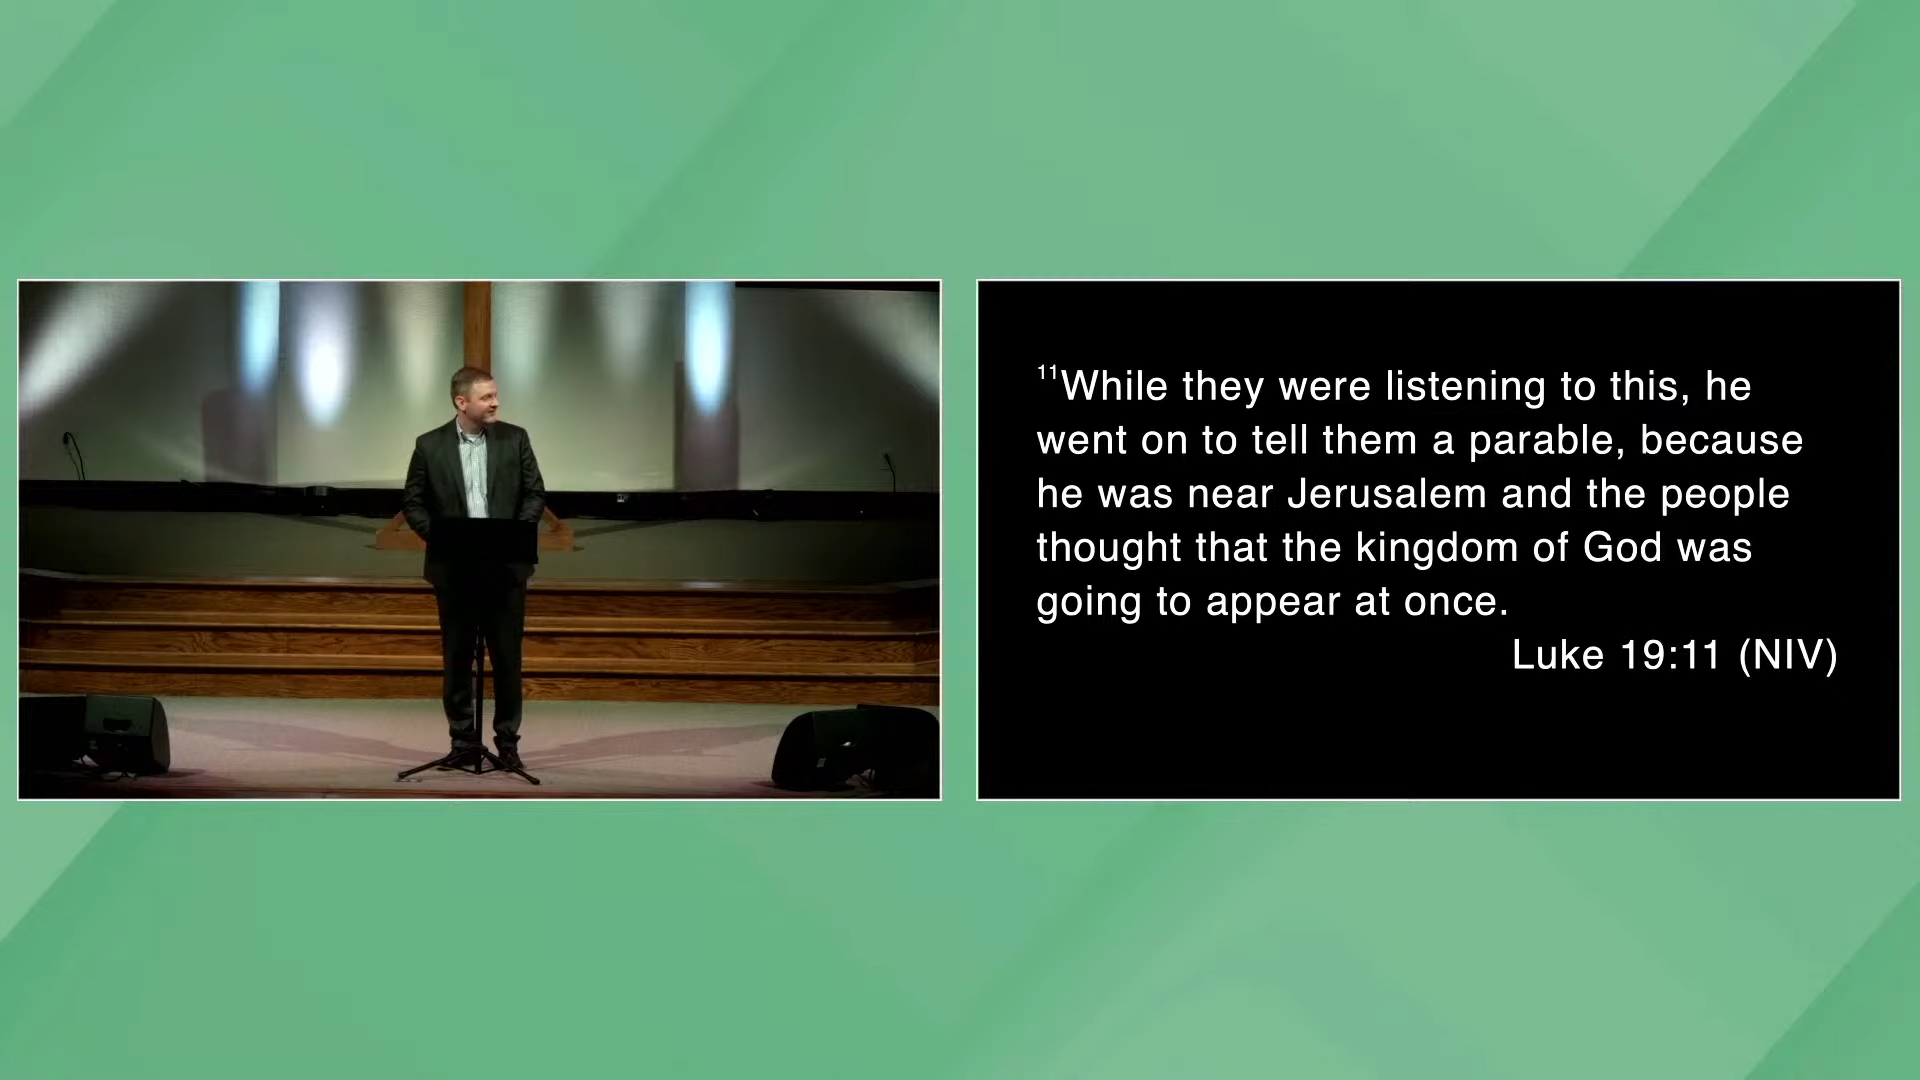 ¹¹While they were listening to this, he
went on to tell them a parable, because
he was near Jerusalem and the people
thought that the kingdom of God was
going to appear at once.
Luke 19:11 (NIV)